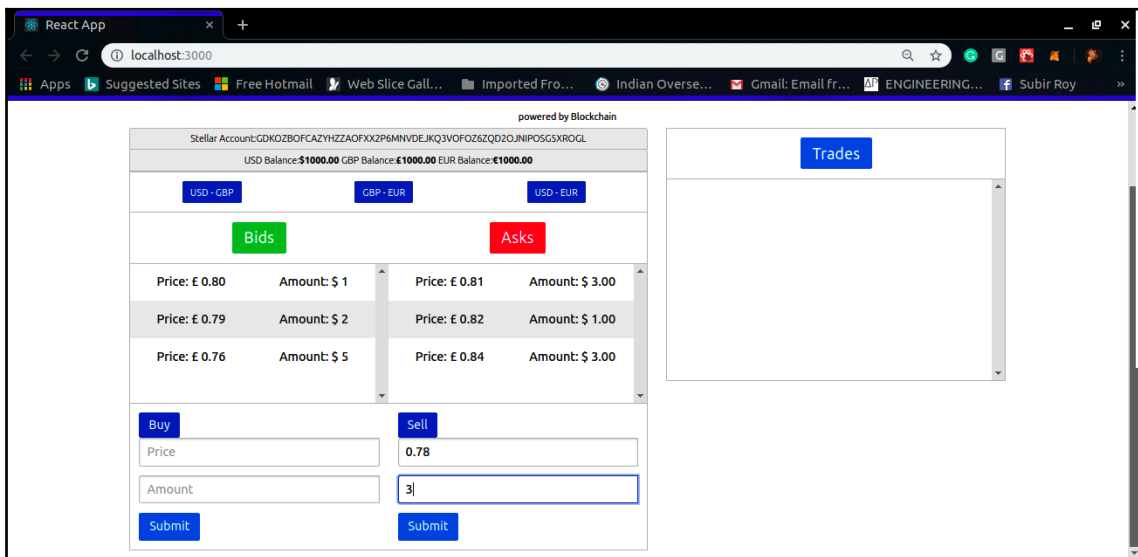 React App
localhost:3000
Apps Suggested Sites Free Hotmail Web Slice Gall... Imported Fro... Indian Overse... Gmail: Email fr... ENGINEERING... Subir Roy »
powered by Blockchain
Stellar Account:GDKOZBOFCAZYHZZAOFXX2P6MNVDEJKQ3VOFOZ6ZQD2OJNIPOSG5XROGL
USD Balance:$1000.00 GBP Balance:£1000.00 EUR Balance:€1000.00
Trades
USD - GBP GBP - EUR USD - EUR
Bids Asks
Price: £ 0.80 Amount: $ 1 Price: £ 0.81 Amount: $ 3.00
Price: £ 0.79 Amount: $ 2 Price: £ 0.82 Amount: $ 1.00
Price: £ 0.76 Amount: $ 5 Price: £ 0.84 Amount: $ 3.00
Buy Sell
Price 0.78
Amount 3
Submit Submit